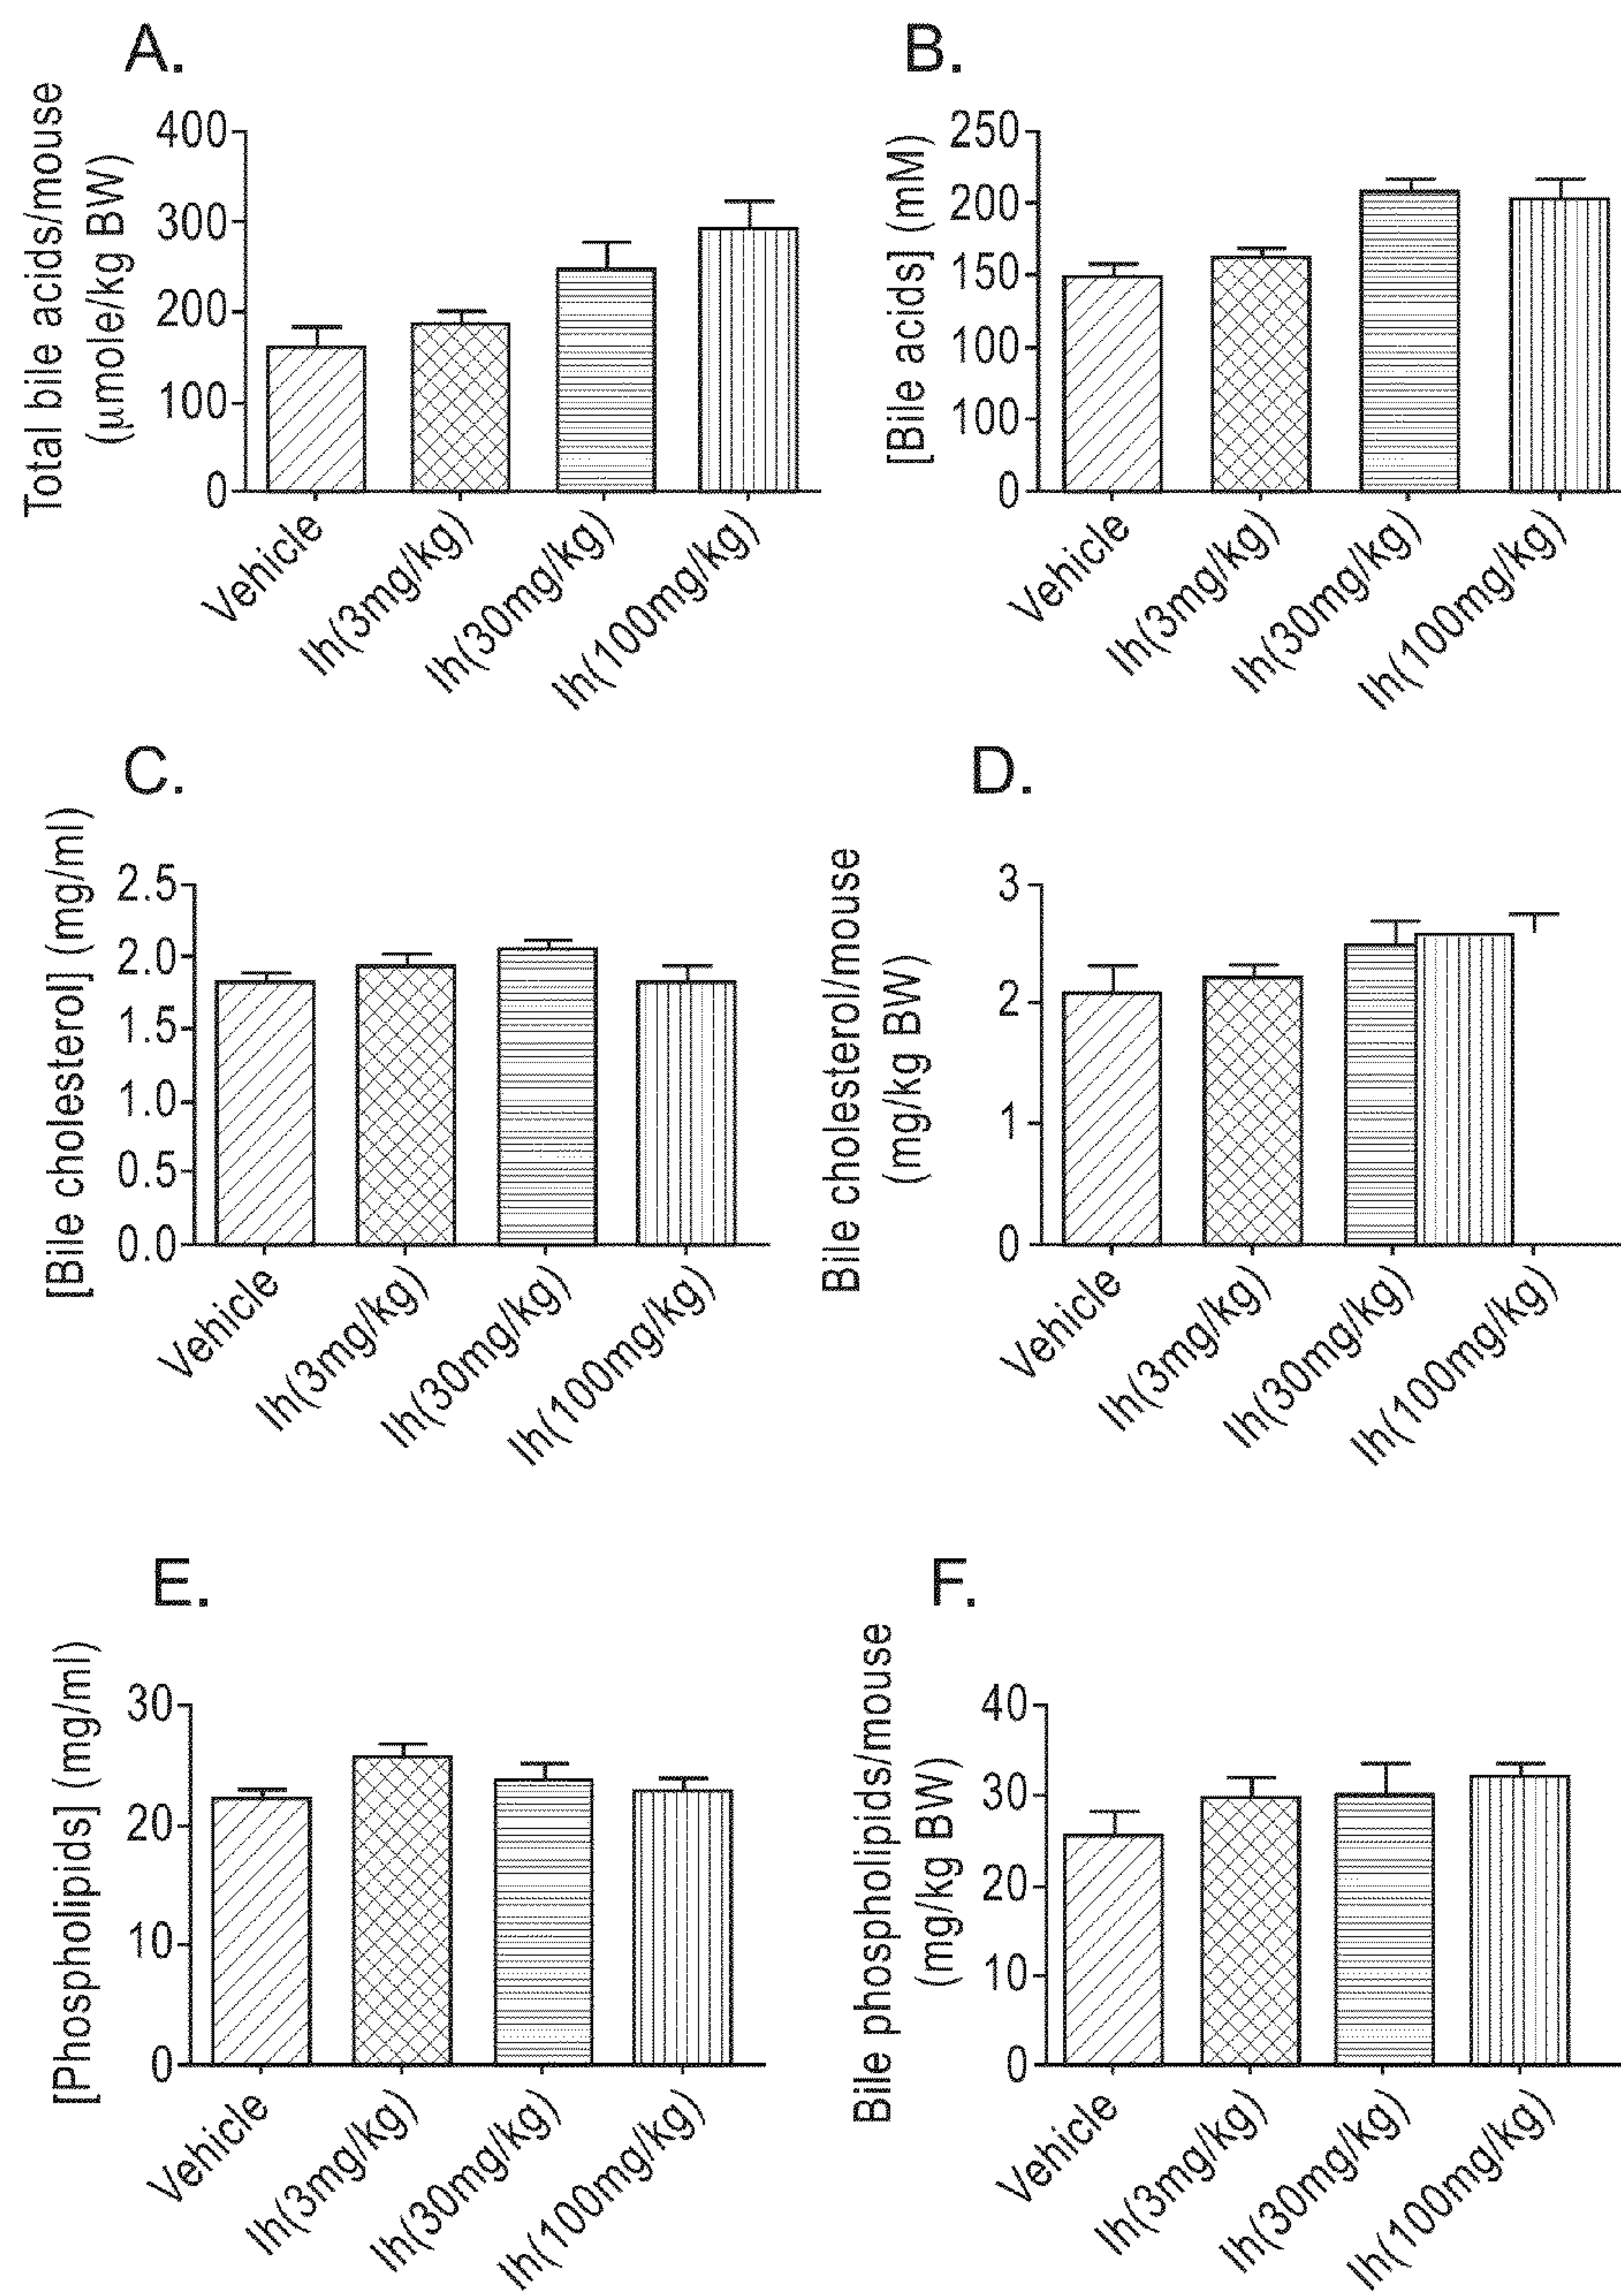 A.
Total bile acids/mouse
(μmole/kg BW)
400
300
200
100
0
Vehicle
Ih(3mg/kg)
Ih(30mg/kg)
Ih(100mg/kg)
B.
[Bile acids] (mM)
250
200
150
100
100
0
Vehicle
Ih(3mg/kg)
Ih(30mg/kg)
Ih(100mg/kg)
C.
[Bile cholesterol] (mg/ml)
2.5
2.0
1.5
1.0
0.5
0.0
Vehicle
Ih(3mg/kg)
Ih(30mg/kg)
Ih(100mg/kg)
D.
Bile cholesterol/mouse
(mg/kg BW)
3
2
1
0
Vehicle
Ih(3mg/kg)
Ih(30mg/kg)
Ih(100mg/kg)
E.
[Phospholipids] (mg/ml)
30
20
10
0
Vehicle
Ih(3mg/kg)
Ih(30mg/kg)
Ih(100mg/kg)
F.
Bile phospholipids/mouse
(mg/kg BW)
40
30
20
10
0
Vehicle
Ih(3mg/kg)
Ih(30mg/kg)
Ih(100mg/kg)